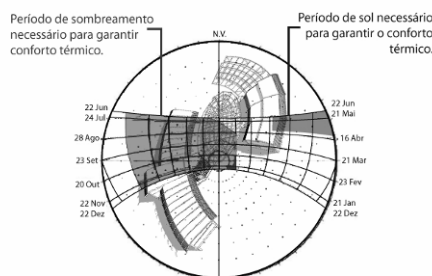 Período de sombreamento
necessário para garantir
conforto térmico.
N.V.
Período de sol necessário
para garantir o conforto
térmico.
22 Jun
24 Jul
28 Ago
23 Set
20 Out
22 Nov
22 Dez
22 Jun
21 Mai
16 Abr
21 Mar
23 Fev
21 Jan
22 Dez